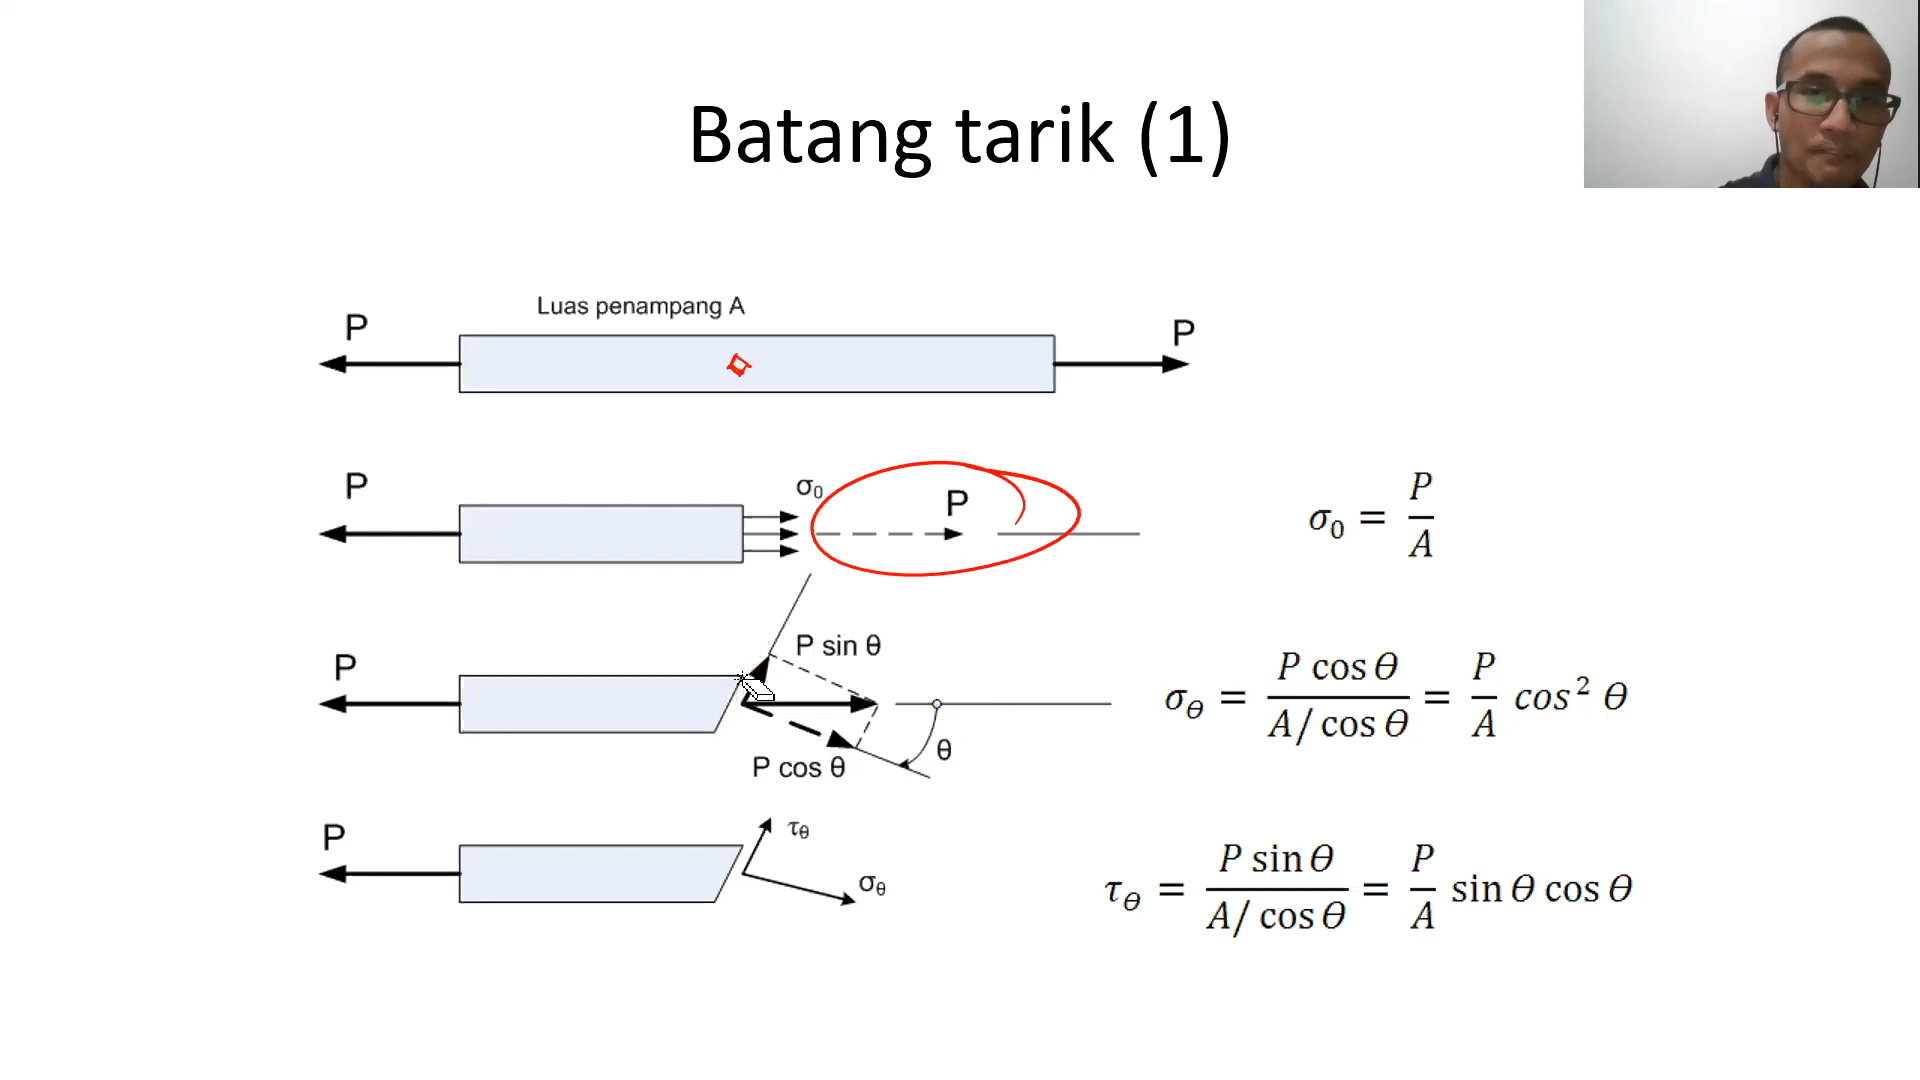 Batang tarik (1)
Luas penampang A
P
P
P
σ₀
P
σ₀ = P/A
P
P sin θ
P cos θ
θ
σθ = P cos θ / (A/cos θ) = P/A cos² θ
P
τθ
σθ
τθ = P sin θ / (A/cos θ) = P/A sin θ cos θ